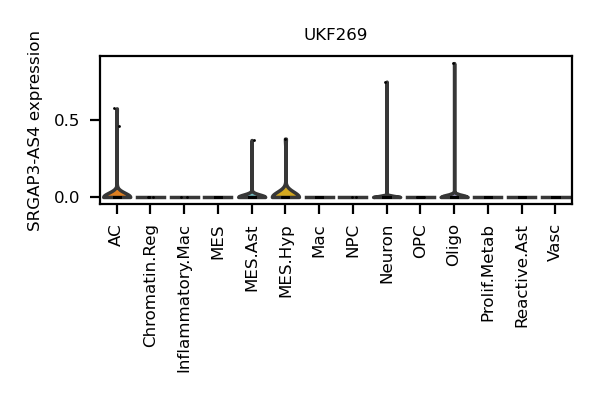 UKF269
SRGAP3-AS4 expression
0.5
0.0
AC
Chromatin.Reg
Inflammatory.Mac
MES
MES.Ast
MES.Hyp
Mac
NPC
Neuron
OPC
Oligo
Prolif.Metab
Reactive.Ast
Vasc